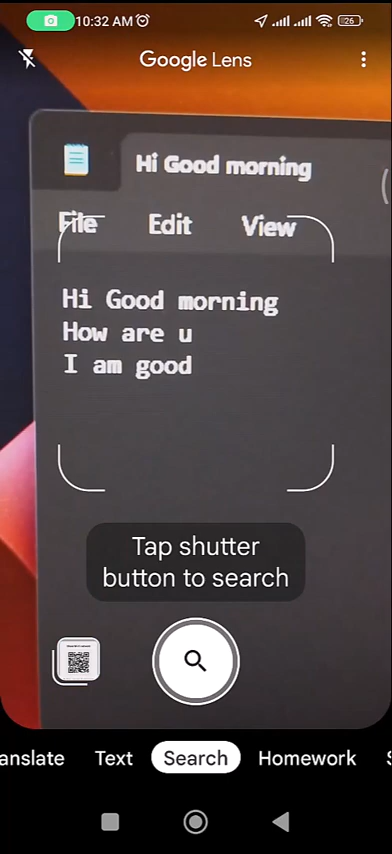 10:32 AM
26
Google Lens
Hi Good morning
File Edit View
Hi Good morning
How are u
I am good
Tap shutter
button to search
anslate Text Search Homework S